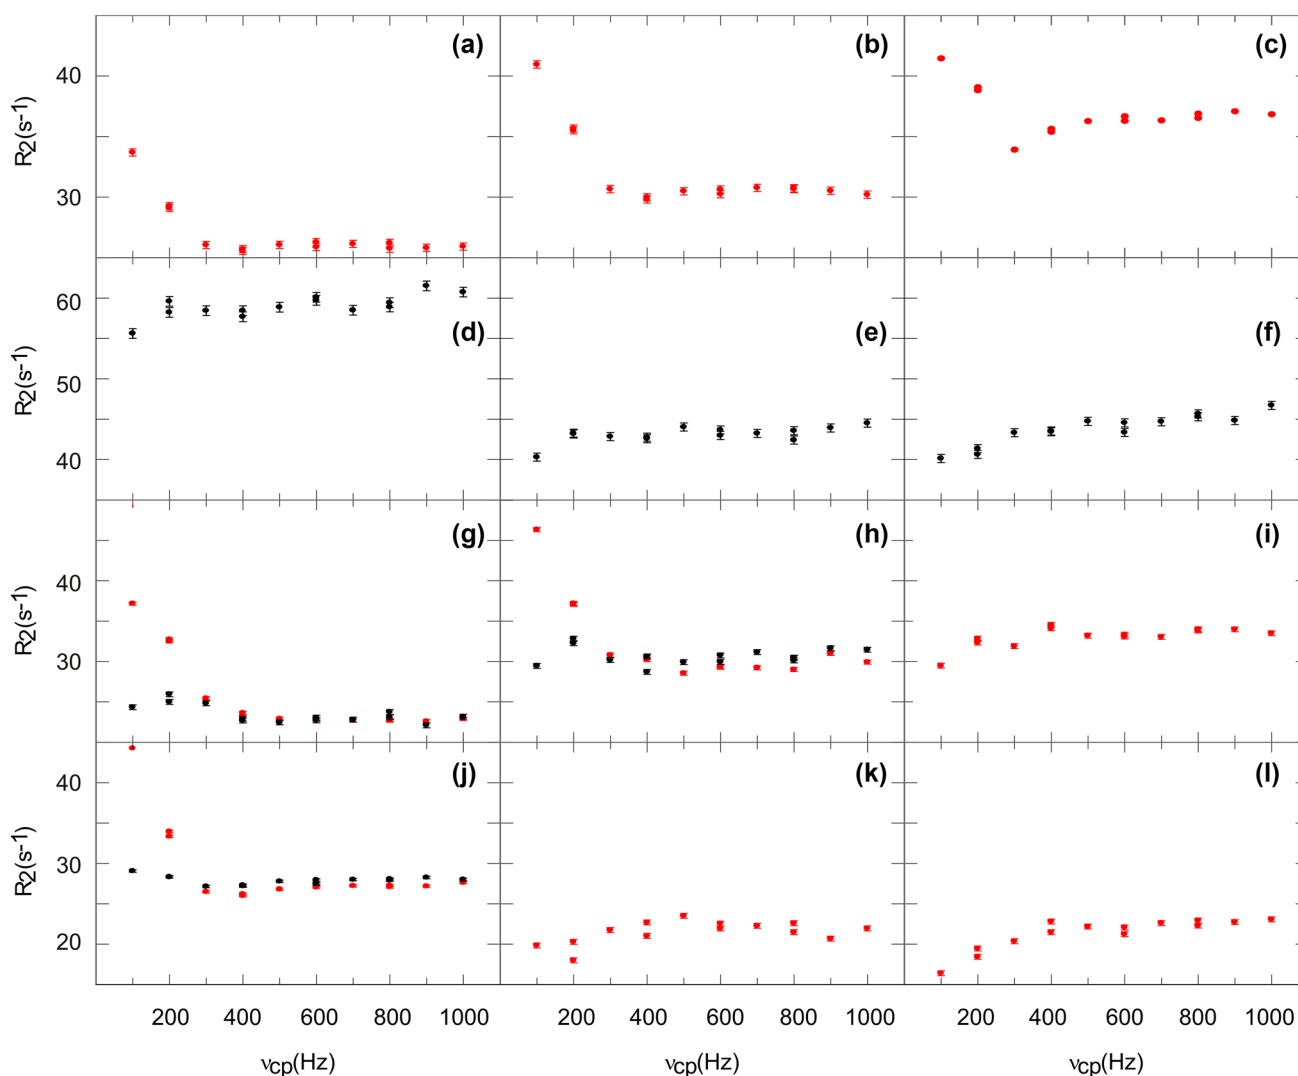 (a) (b) (c)
40
R2(s-1)
30
60
(d) (e) (f)
R2(s-1)
50
40
(g) (h) (i)
40
R2(s-1)
30
(j) (k) (l)
40
R2(s-1)
30
20
200 400 600 800 1000 200 400 600 800 1000 200 400 600 800 1000
νcp(Hz) νcp(Hz) νcp(Hz)